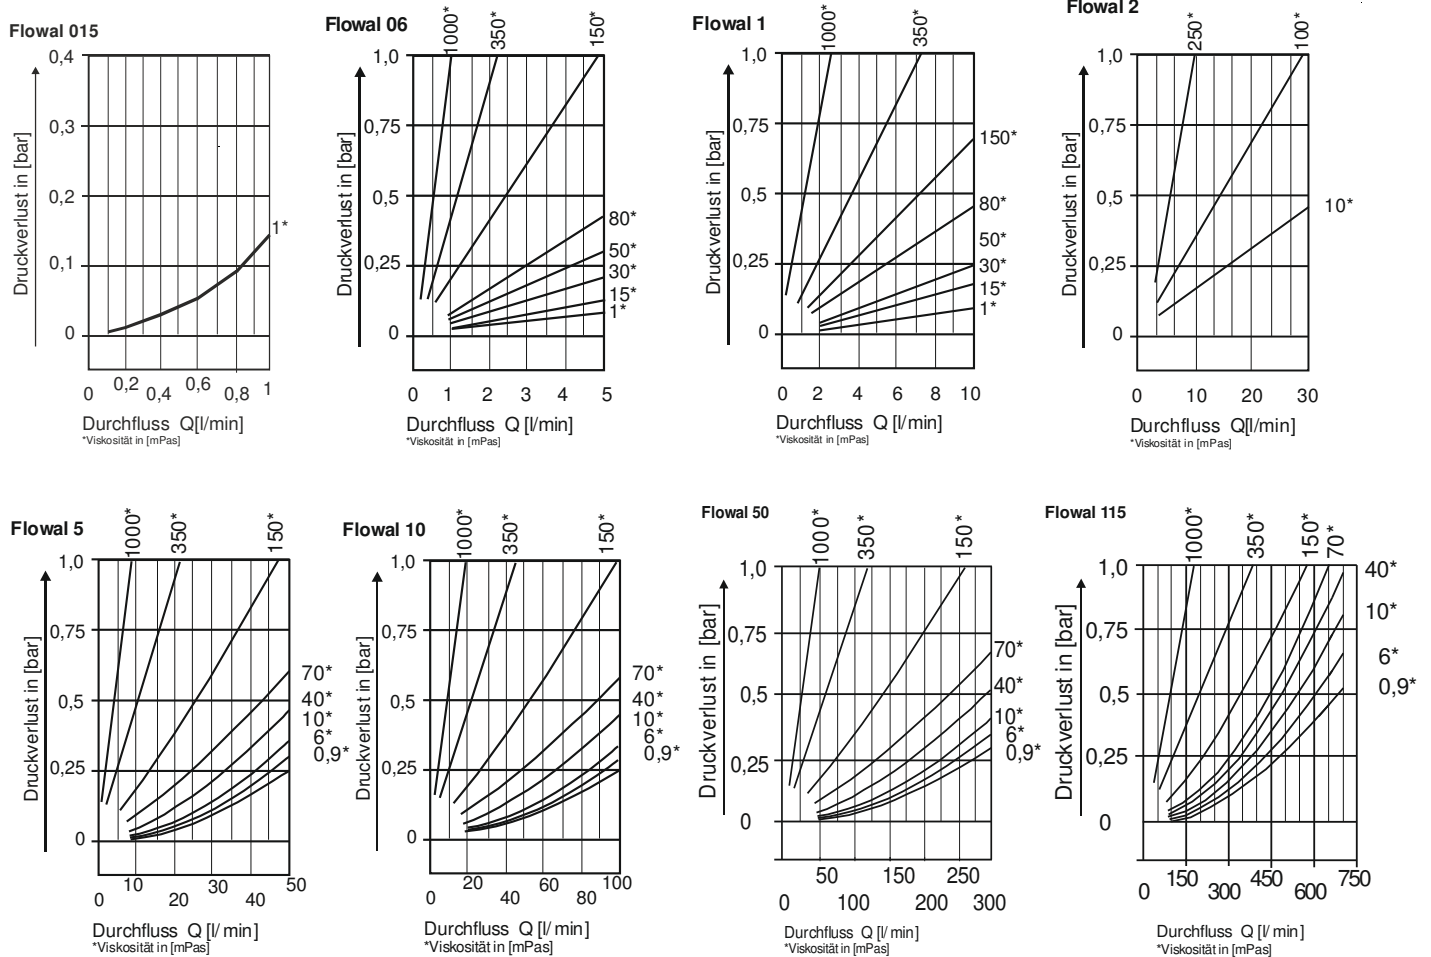 Flowal 015
0,4
0,3
0,2
0,1
0
Druckverlust in [bar]
1*
0 0,2 0,4 0,6 0,8 1
Durchfluss Q[l/min]
*Viskosität in [mPas]
Flowal 06
1000* 350* 150*
1,0
0,75
0,5
0,25
0
Druckverlust in [bar]
80*
50*
30*
15*
1*
0 1 2 3 4 5
Durchfluss Q [l/min]
*Viskosität in [mPas]
Flowal 1
1000* 350*
1,0
0,75
0,5
0,25
0
Druckverlust in [bar]
150*
80*
50*
30*
15*
1*
0 2 4 6 8 10
Durchfluss Q [l/min]
*Viskosität in [mPas]
Flowal 2
250* 100*
1,0
0,75
0,5
0,25
0
Druckverlust in [bar]
10*
0 10 20 30
Durchfluss Q[l/min]
*Viskosität in [mPas]
Flowal 5
1000* 350* 150*
1,0
0,75
0,5
0,25
0
Druckverlust in [bar]
70*
40*
10*
6*
0,9*
0 10 20 30 40 50
Durchfluss Q [l/min]
*Viskosität in [mPas]
Flowal 10
1000* 350* 150*
1,0
0,75
0,5
0,25
0
Druckverlust in [bar]
70*
40*
10*
6*
0,9*
0 20 40 60 80 100
Durchfluss Q [l/min]
*Viskosität in [mPas]
Flowal 50
1000* 350* 150*
1,0
0,75
0,5
0,25
0
Druckverlust in [bar]
70*
40*
10*
6*
0,9*
50 150 250
0 100 200 300
Durchfluss Q [l/min]
*Viskosität in [mPas]
Flowal 115
1000* 350* 150* 70*
1,0
0,75
0,5
0,25
0
Druckverlust in [bar]
40*
10*
6*
0,9*
0 150 300 450 600 750
Durchfluss Q [l/min]
*Viskosität in [mPas]